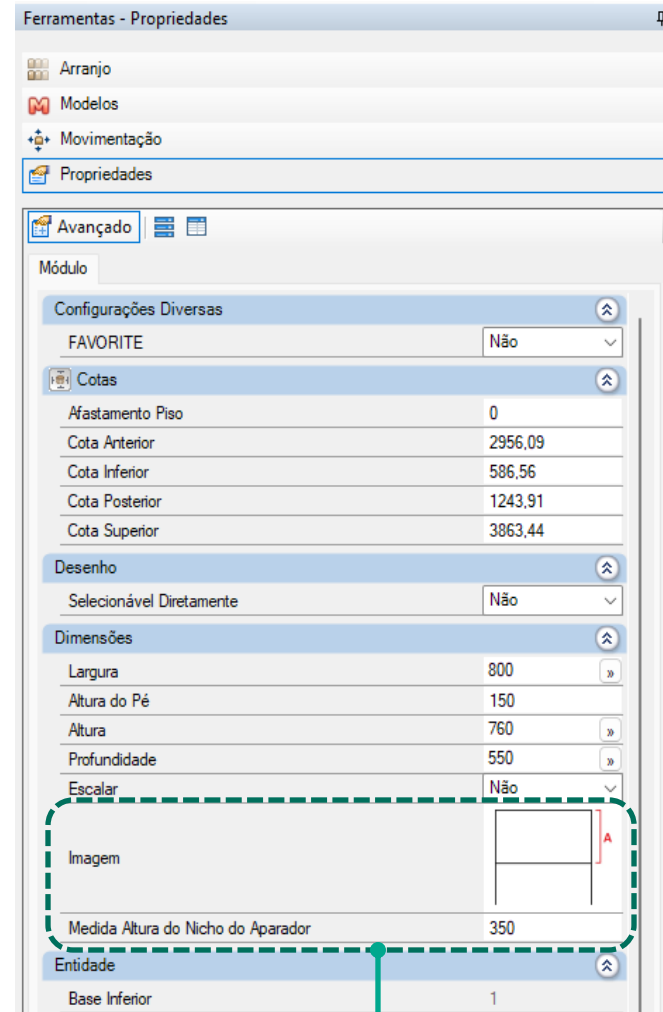 Ferramentas - Propriedades
Arranjo
Modelos
Movimentação
Propriedades
Avançado
Módulo
Configurações Diversas
FAVORITE Não
Cotas
Afastamento Piso 0
Cota Anterior 2956,09
Cota Inferior 586,56
Cota Posterior 1243,91
Cota Superior 3863,44
Desenho
Selecionável Diretamente Não
Dimensões
Largura 800 »
Altura do Pé 150
Altura 760 »
Profundidade 550 »
Escalar Não
Imagem A
Medida Altura do Nicho do Aparador 350
Entidade
Base Inferior 1